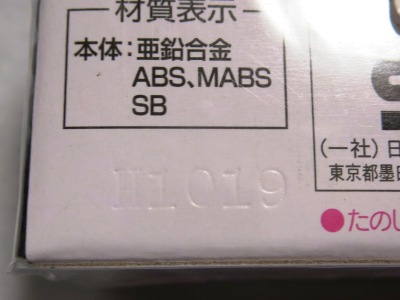 材質表示
本体:亜鉛合金
ABS、MABS
SB
(一社)日
東京都墨田
1019
●たのし